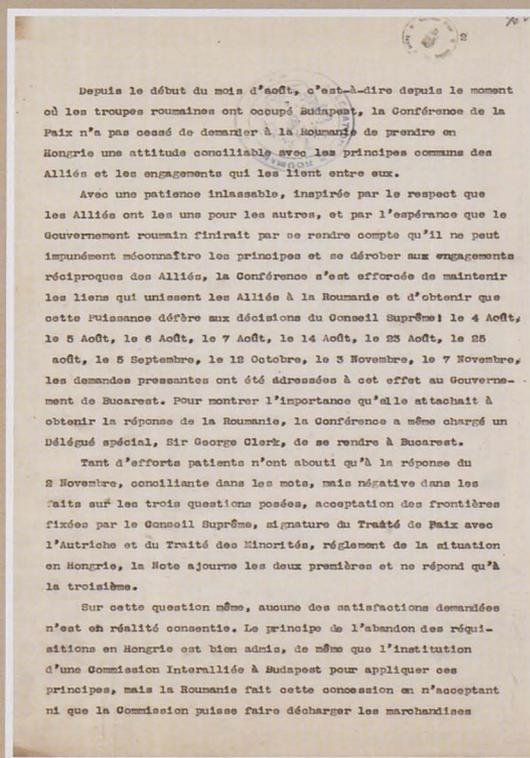 Depuis le début du mois d'août, c'est-à-dire depuis le moment
où les troupes roumaines ont occupé Budapest, la Conférence de la
Paix n'a pas cessé de demander à la Roumanie de prendre en
Hongrie une attitude conciliable avec les principes communs des
Alliés et les engagements qui les lient entre eux.
Avec une patience inlassable, inspirée par le respect que
les Alliés ont les uns pour les autres, et par l'espérance que le
Gouvernement roumain finirait par se rendre compte qu'il ne peut
impunément méconnaître les principes et se dérober aux engagements
réciproques des Alliés, la Conférence s'est efforcée de maintenir
les liens qui unissent les Alliés à la Roumanie et d'obtenir que
cette Puissance défère aux décisions du Conseil Suprême: le 4 Août,
le 5 Août, le 6 Août, le 7 Août, le 14 Août, le 23 Août, le 25
août, le 5 Septembre, le 12 Octobre, le 3 Novembre, le 7 Novembre,
les demandes pressantes ont été addressées à cet effet au Gouverne-
ment de Bucarest. Pour montrer l'importance qu'elle attachait à
obtenir la réponse de la Roumanie, la Conférence a même chargé un
Délégué spécial, Sir George Clerk, de se rendre à Bucarest.
Tant d'efforts patients n'ont abouti qu'à la réponse du
2 Novembre, conciliante dans les mots, mais négative dans les
faits sur les trois questions posées, acceptation des frontières
fixées par le Conseil Suprême, signature du Traité de Paix avec
l'Autriche et du Traité des Minorités, réglement de la situation
en Hongrie, la Note ajourne les deux premières et ne répond qu'à
la troisième.
Sur cette question même, aucune des satisfactions demandées
n'est en réalité consentie. Le principe de l'abandon des réqui-
sitions en Hongrie est bien admis, de même que l'institution
d'une Commission Interalliée à Budapest pour appliquer ces
principes, mais la Roumanie fait cette concession en n'acceptant
ni que la Commission puisse faire décharger les marchandises